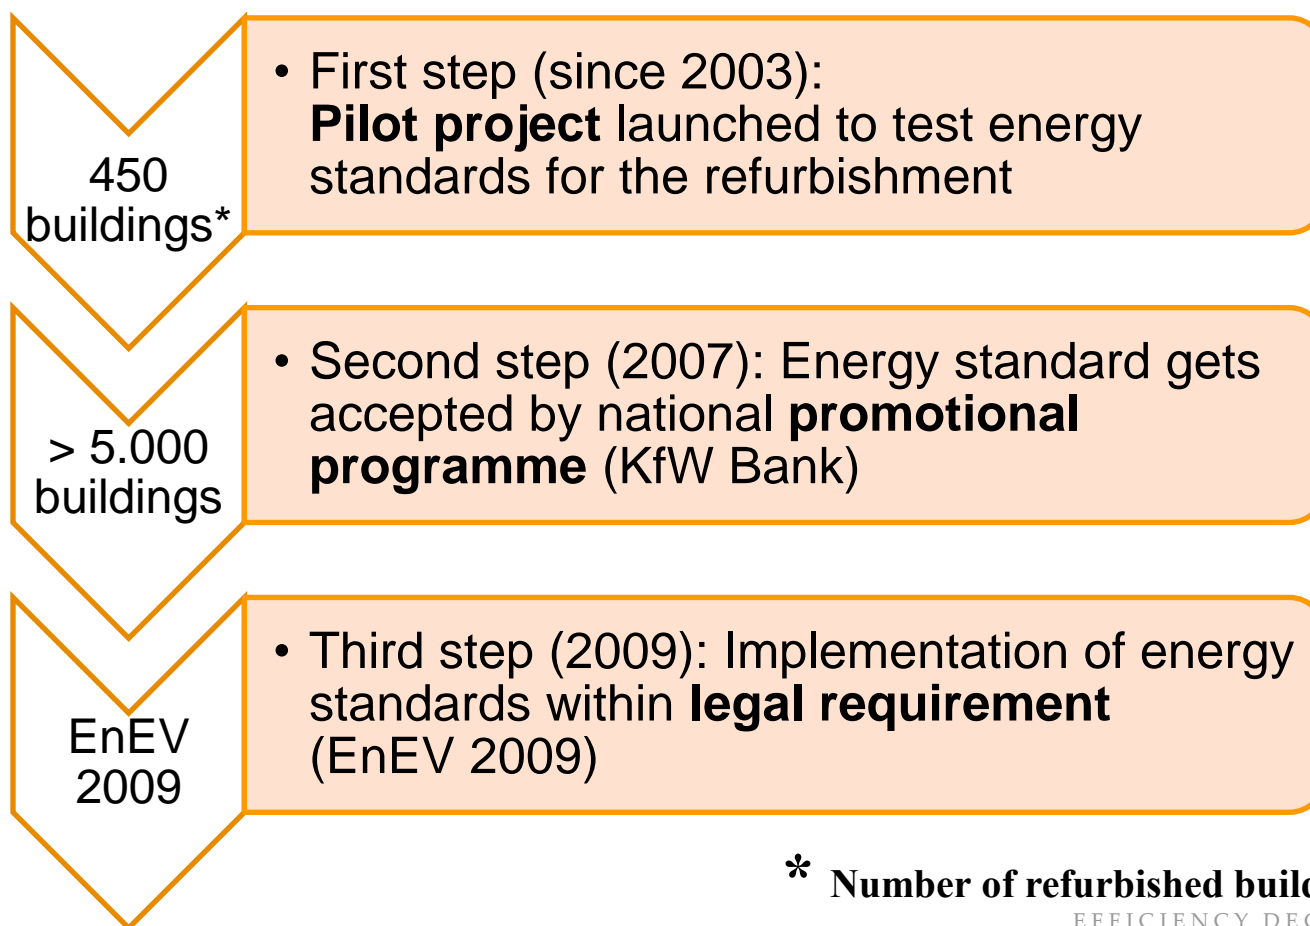 450
buildings*
• First step (since 2003):
Pilot project launched to test energy
standards for the refurbishment
> 5.000
buildings
• Second step (2007): Energy standard gets
accepted by national promotional
programme (KfW Bank)
EnEV
2009
• Third step (2009): Implementation of energy
standards within legal requirement
(EnEV 2009)
* Number of refurbished
EFFICIENCY